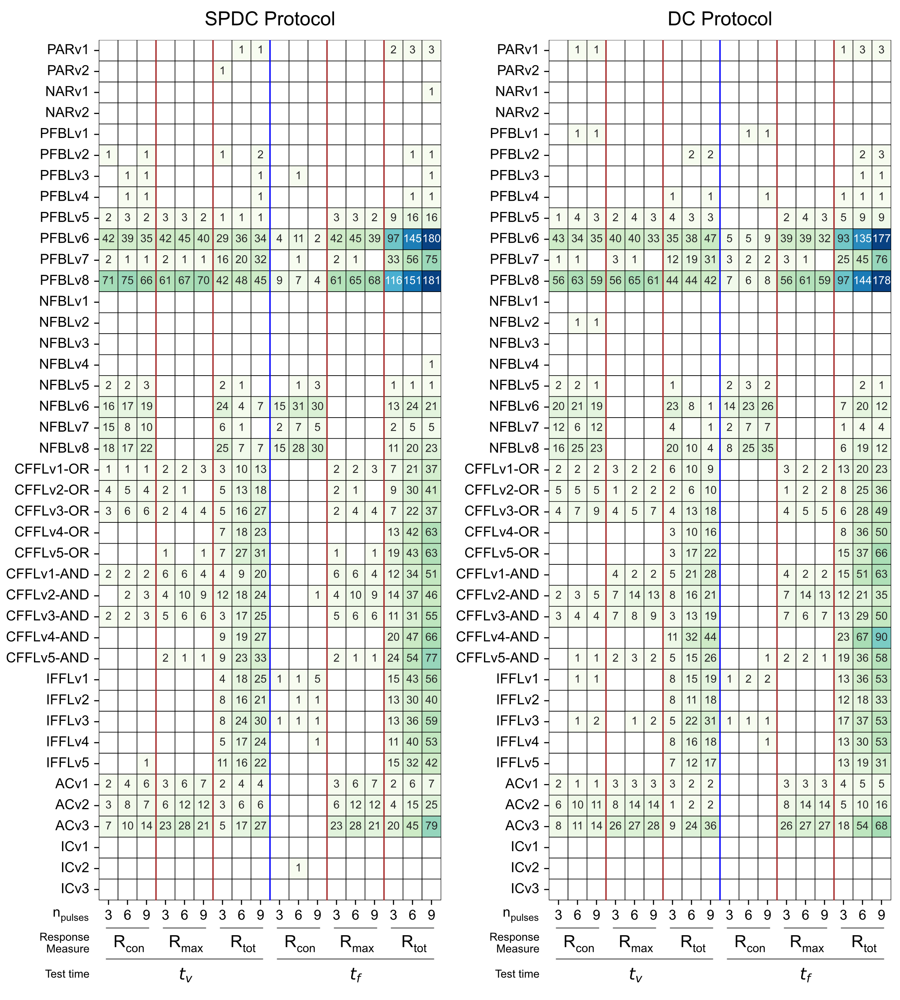 SPDC Protocol
PARv1 1 1 2 3 3
PARv2 1
NARv1 1
NARv2
PFBLv1
PFBLv2 1 1 1 2 1 1
PFBLv3 1 1 1 1 1
PFBLv4 1 1 1 1 1
PFBLv5 2 3 2 3 3 2 1 1 1 3 3 2 9 16 16
PFBLv6 42 39 35 42 45 40 29 36 34 4 11 2 42 45 39 97 145 180
PFBLv7 2 1 1 2 1 1 16 20 32 1 2 1 33 56 75
PFBLv8 71 75 66 61 67 70 42 48 45 9 7 4 61 65 68 116 151 181
NFBLv1
NFBLv2
NFBLv3
NFBLv4 1
NFBLv5 2 2 3 2 1 1 3 1 1 1
NFBLv6 16 17 19 24 4 7 15 31 30 13 24 21
NFBLv7 15 8 10 6 1 2 7 5 2 5 5
NFBLv8 18 17 22 25 7 7 15 28 30 11 20 23
CFFLv1-OR 1 1 1 2 2 3 3 10 13 2 2 3 7 21 37
CFFLv2-OR 4 5 4 2 1 5 13 18 2 1 9 30 41
CFFLv3-OR 3 6 6 2 4 4 5 16 27 2 4 4 7 22 37
CFFLv4-OR 7 18 23 13 42 63
CFFLv5-OR 1 1 7 27 31 1 1 19 43 63
CFFLv1-AND 2 2 2 6 6 4 4 9 20 6 6 4 12 34 51
CFFLv2-AND 2 3 4 10 9 12 18 24 1 4 10 9 14 37 46
CFFLv3-AND 2 2 3 5 6 6 3 17 25 5 6 6 11 31 55
CFFLv4-AND 9 19 27 20 47 66
CFFLv5-AND 2 1 1 9 23 33 2 1 1 24 54 77
IFFLv1 4 18 25 1 1 5 15 43 56
IFFLv2 8 16 21 1 1 13 30 40
IFFLv3 8 24 30 1 1 1 13 36 59
IFFLv4 5 17 24 1 11 40 53
IFFLv5 1 11 16 22 15 32 42
ACv1 2 4 6 3 6 7 2 4 4 3 6 7 2 6 7
ACv2 3 8 7 6 12 12 3 6 6 6 12 12 4 15 25
ACv3 7 10 14 23 28 21 5 17 27 23 28 21 20 45 79
ICv1
ICv2 1
ICv3
npulses 3 6 9 3 6 9 3 6 9 3 6 9 3 6 9 3 6 9
Response
Measure Rcon Rmax Rtot Rcon Rmax Rtot
Test time tv tf
DC Protocol
PARv1 1 1 1 3 3
PARv2
NARv1
NARv2
PFBLv1 1 1 1 1
PFBLv2 2 2 2 3
PFBLv3 1 1
PFBLv4 1 1 1 1 1 1
PFBLv5 1 4 3 2 4 3 4 3 3 2 4 3 5 9 9
PFBLv6 43 34 35 40 40 33 35 38 47 5 5 9 39 39 32 93 135 177
PFBLv7 1 1 3 1 12 19 31 3 2 2 3 1 25 45 76
PFBLv8 56 63 59 56 65 61 44 44 42 7 6 8 56 61 59 97 144 178
NFBLv1
NFBLv2 1 1
NFBLv3
NFBLv4
NFBLv5 2 2 1 1 2 3 2 2 1
NFBLv6 20 21 19 23 8 1 14 23 26 7 20 12
NFBLv7 12 6 12 4 1 2 7 7 1 4 4
NFBLv8 16 25 23 20 10 4 8 25 35 6 19 12
CFFLv1-OR 2 2 2 3 2 2 6 10 9 3 2 2 13 20 23
CFFLv2-OR 5 5 5 1 2 2 2 6 10 1 2 2 8 25 36
CFFLv3-OR 4 7 9 4 5 7 4 13 18 4 5 5 6 28 49
CFFLv4-OR 3 10 16 8 36 50
CFFLv5-OR 3 17 22 15 37 66
CFFLv1-AND 4 2 2 5 21 28 4 2 2 15 51 63
CFFLv2-AND 2 3 5 7 14 13 8 16 21 7 14 13 12 21 35
CFFLv3-AND 3 4 4 7 8 9 3 13 19 7 6 7 13 29 50
CFFLv4-AND 11 32 44 23 67 90
CFFLv5-AND 1 1 2 3 2 5 15 26 1 2 2 1 19 36 58
IFFLv1 1 1 8 15 19 1 2 2 13 36 53
IFFLv2 8 11 18 12 18 33
IFFLv3 1 2 1 2 5 22 31 1 1 1 17 37 53
IFFLv4 8 16 18 1 13 30 53
IFFLv5 7 12 17 13 19 31
ACv1 2 1 1 3 3 3 3 2 2 3 3 3 4 5 5
ACv2 6 10 11 8 14 14 1 2 2 8 14 14 5 10 16
ACv3 8 11 14 26 27 28 9 24 36 26 27 27 18 54 68
ICv1
ICv2
ICv3
npulses 3 6 9 3 6 9 3 6 9 3 6 9 3 6 9 3 6 9
Response
Measure Rcon Rmax Rtot Rcon Rmax Rtot
Test time tv tf